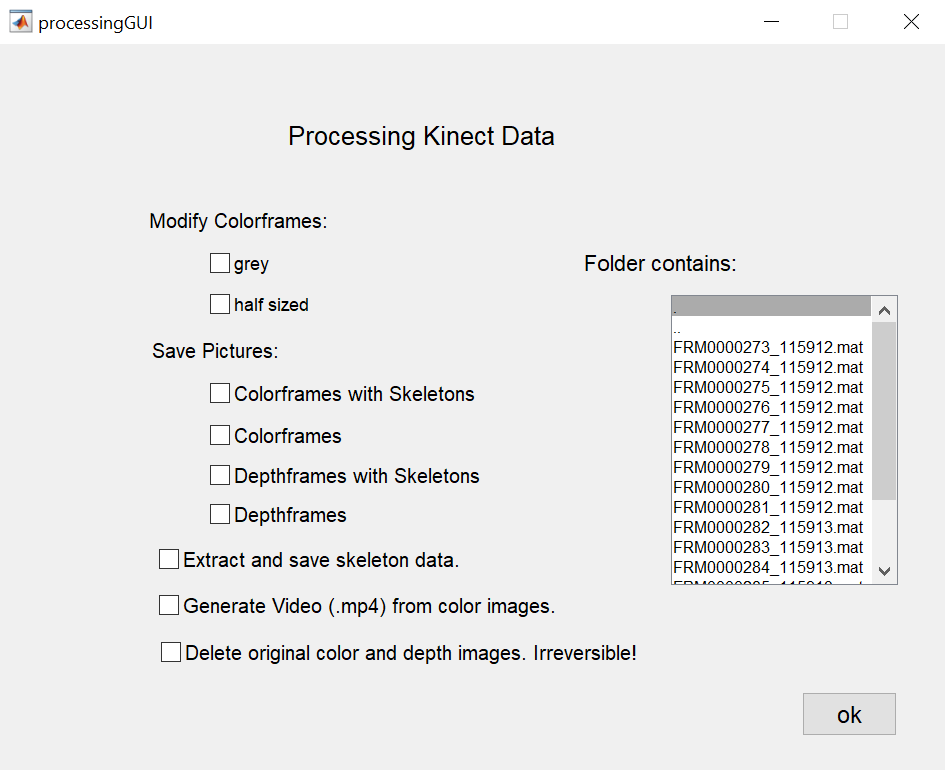 processingGUI
Processing Kinect Data
Modify Colorframes:
grey
half sized
Save Pictures:
Colorframes with Skeletons
Colorframes
Depthframes with Skeletons
Depthframes
Extract and save skeleton data.
Generate Video (.mp4) from color images.
Delete original color and depth images. Irreversible!
Folder contains:
.
..
FRM0000273_115912.mat
FRM0000274_115912.mat
FRM0000275_115912.mat
FRM0000276_115912.mat
FRM0000277_115912.mat
FRM0000278_115912.mat
FRM0000279_115912.mat
FRM0000280_115912.mat
FRM0000281_115912.mat
FRM0000282_115913.mat
FRM0000283_115913.mat
FRM0000284_115913.mat
ok